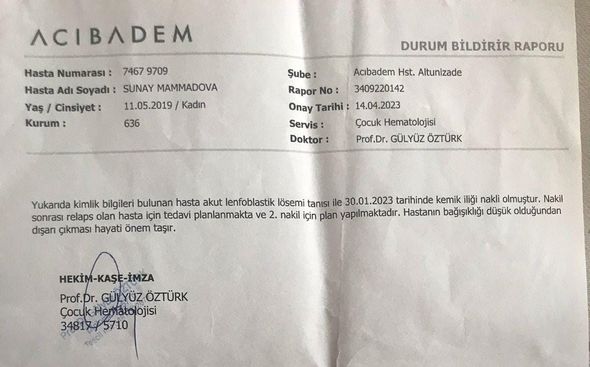 ACIBADEM
DURUM BİLDİRİR RAPORU
Hasta Numarası : 7467 9709
Hasta Adı Soyadı : SUNAY MAMMADOVA
Yaş / Cinsiyet : 11.05.2019 / Kadın
Kurum : 636
Şube : Acıbadem Hst. Altunizade
Rapor No : 3409220142
Onay Tarihi : 14.04.2023
Servis : Çocuk Hematolojisi
Doktor : Prof.Dr. GÜLYÜZ ÖZTÜRK
Yukarıda kimlik bilgileri bulunan hasta akut lenfoblastik lösemi tanısı ile 30.01.2023 tarihinde kemik iliği nakli olmuştur. Nakil
sonrası relaps olan hasta için tedavi planlanmakta ve 2. nakil için plan yapılmaktadır. Hastanın bağışıklığı düşük olduğundan
dışarı çıkması hayati önem taşır.
HEKİM-KAŞE-İMZA
Prof.Dr. GÜLYÜZ ÖZTÜRK
Çocuk Hematolojisi
34817 / 5710